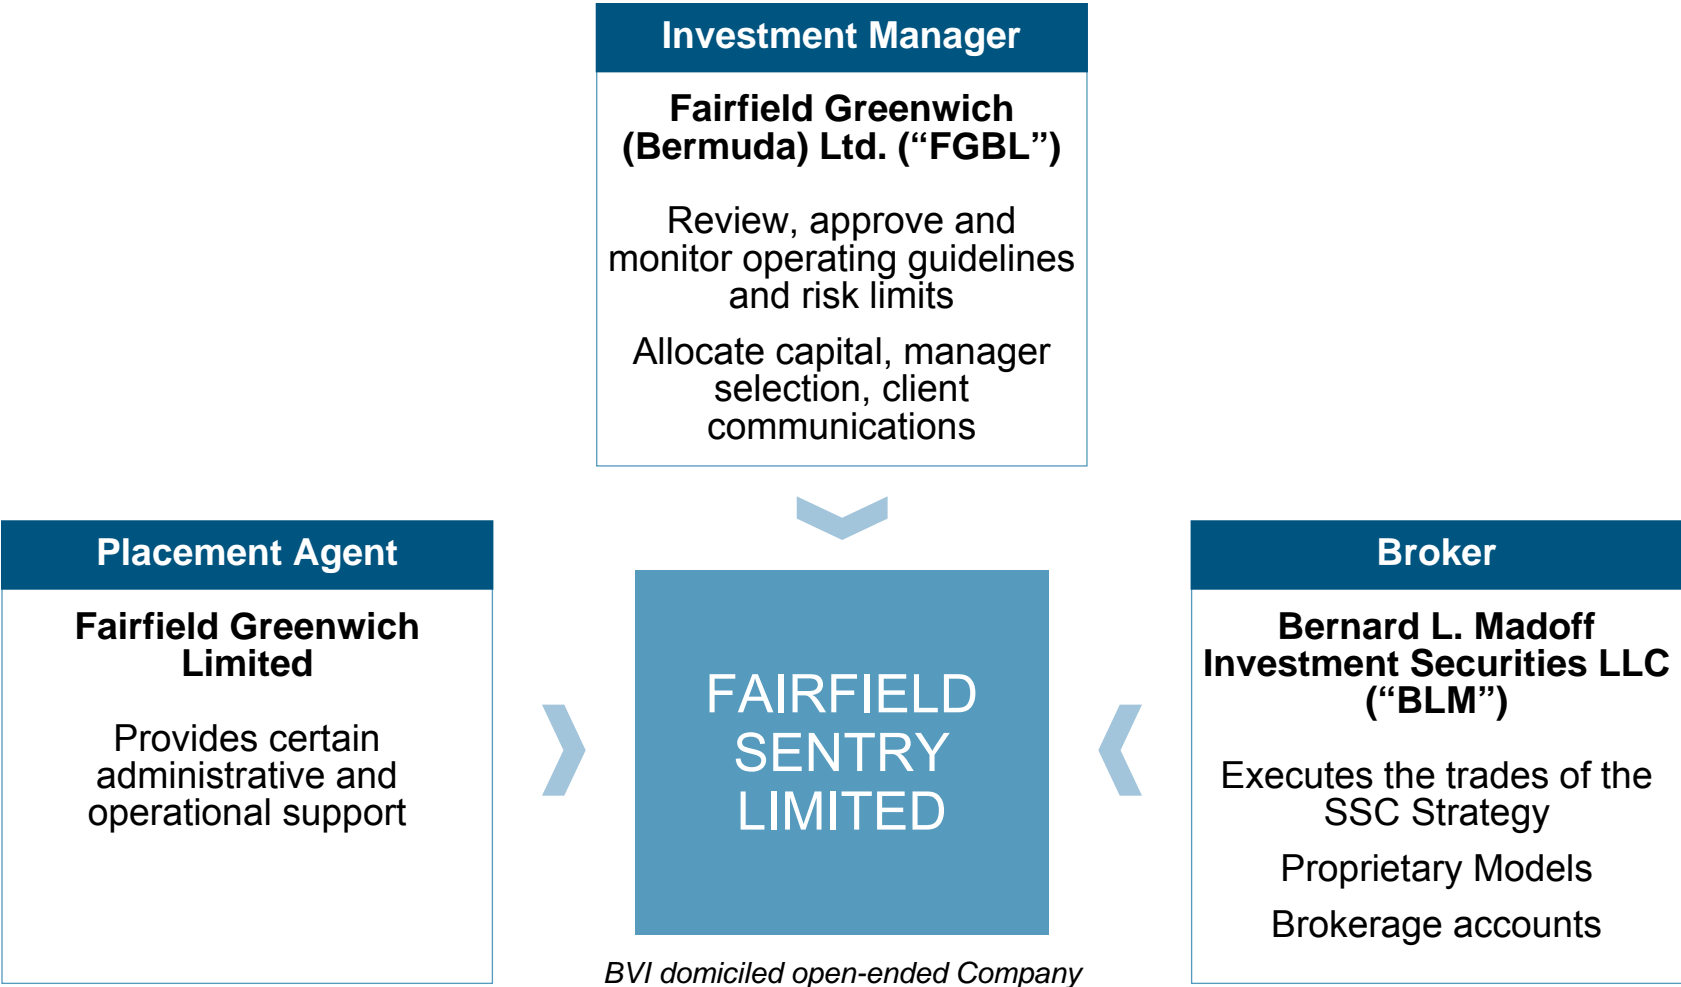 Investment Manager
Fairfield Greenwich
(Bermuda) Ltd. (“FGBL”)
Review, approve and
monitor operating guidelines
and risk limits
Allocate capital, manager
selection, client
communications
Placement Agent
Fairfield Greenwich
Limited
Provides certain
administrative and
operational support
FAIRFIELD
SENTRY
LIMITED
BVI domiciled open-ended Company
Broker
Bernard L. Madoff
Investment Securities LLC
(“BLM”)
Executes the trades of the
SSC Strategy
Proprietary Models
Brokerage accounts